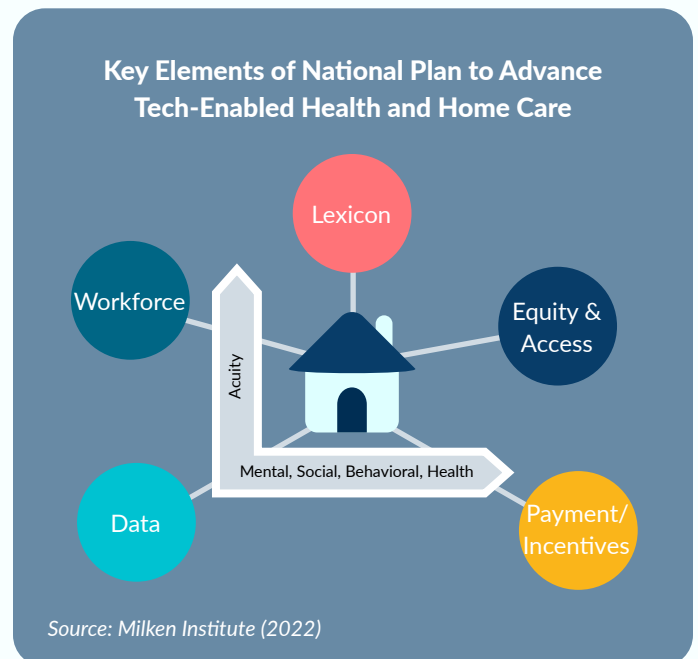 Key Elements of National Plan to Advance
Tech-Enabled Health and Home Care
Lexicon
Workforce
Equity &
Access
Acuity
Mental, Social, Behavioral, Health
Data
Payment/
Incentives
Source: Milken Institute (2022)